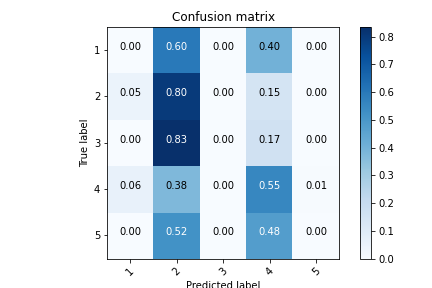 Confusion matrix
1 0.00 0.60 0.00 0.40 0.00
2 0.05 0.80 0.00 0.15 0.00
3 0.00 0.83 0.00 0.17 0.00
4 0.06 0.38 0.00 0.55 0.01
5 0.00 0.52 0.00 0.48 0.00
1 2 3 4 5
True label
Predicted label
0.8
0.7
0.6
0.5
0.4
0.3
0.2
0.1
0.0